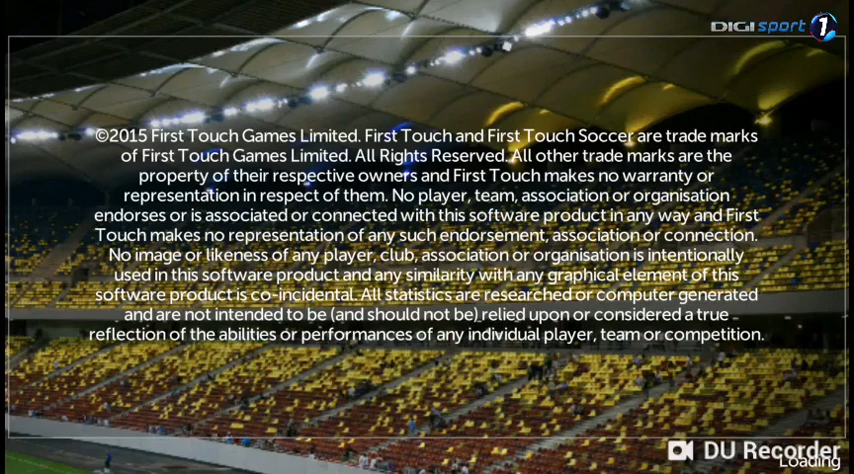 DIGI sport 1
©2015 First Touch Games Limited. First Touch and First Touch Soccer are trade marks
of First Touch Games Limited. All Rights Reserved. All other trade marks are the
property of their respective owners and First Touch makes no warranty or
representation in respect of them. No player, team, association or organisation
endorses or is associated or connected with this software product in any way and First
Touch makes no representation of any such endorsement, association or connection.
No image or likeness of any player, club, association or organisation is intentionally
used in this software product and any similarity with any graphical element of this
software product is co-incidental. All statistics are researched or computer generated
and are not intended to be (and should not be) relied upon or considered a true
reflection of the abilities or performances of any individual player, team or competition.
DU Recorder
Loading